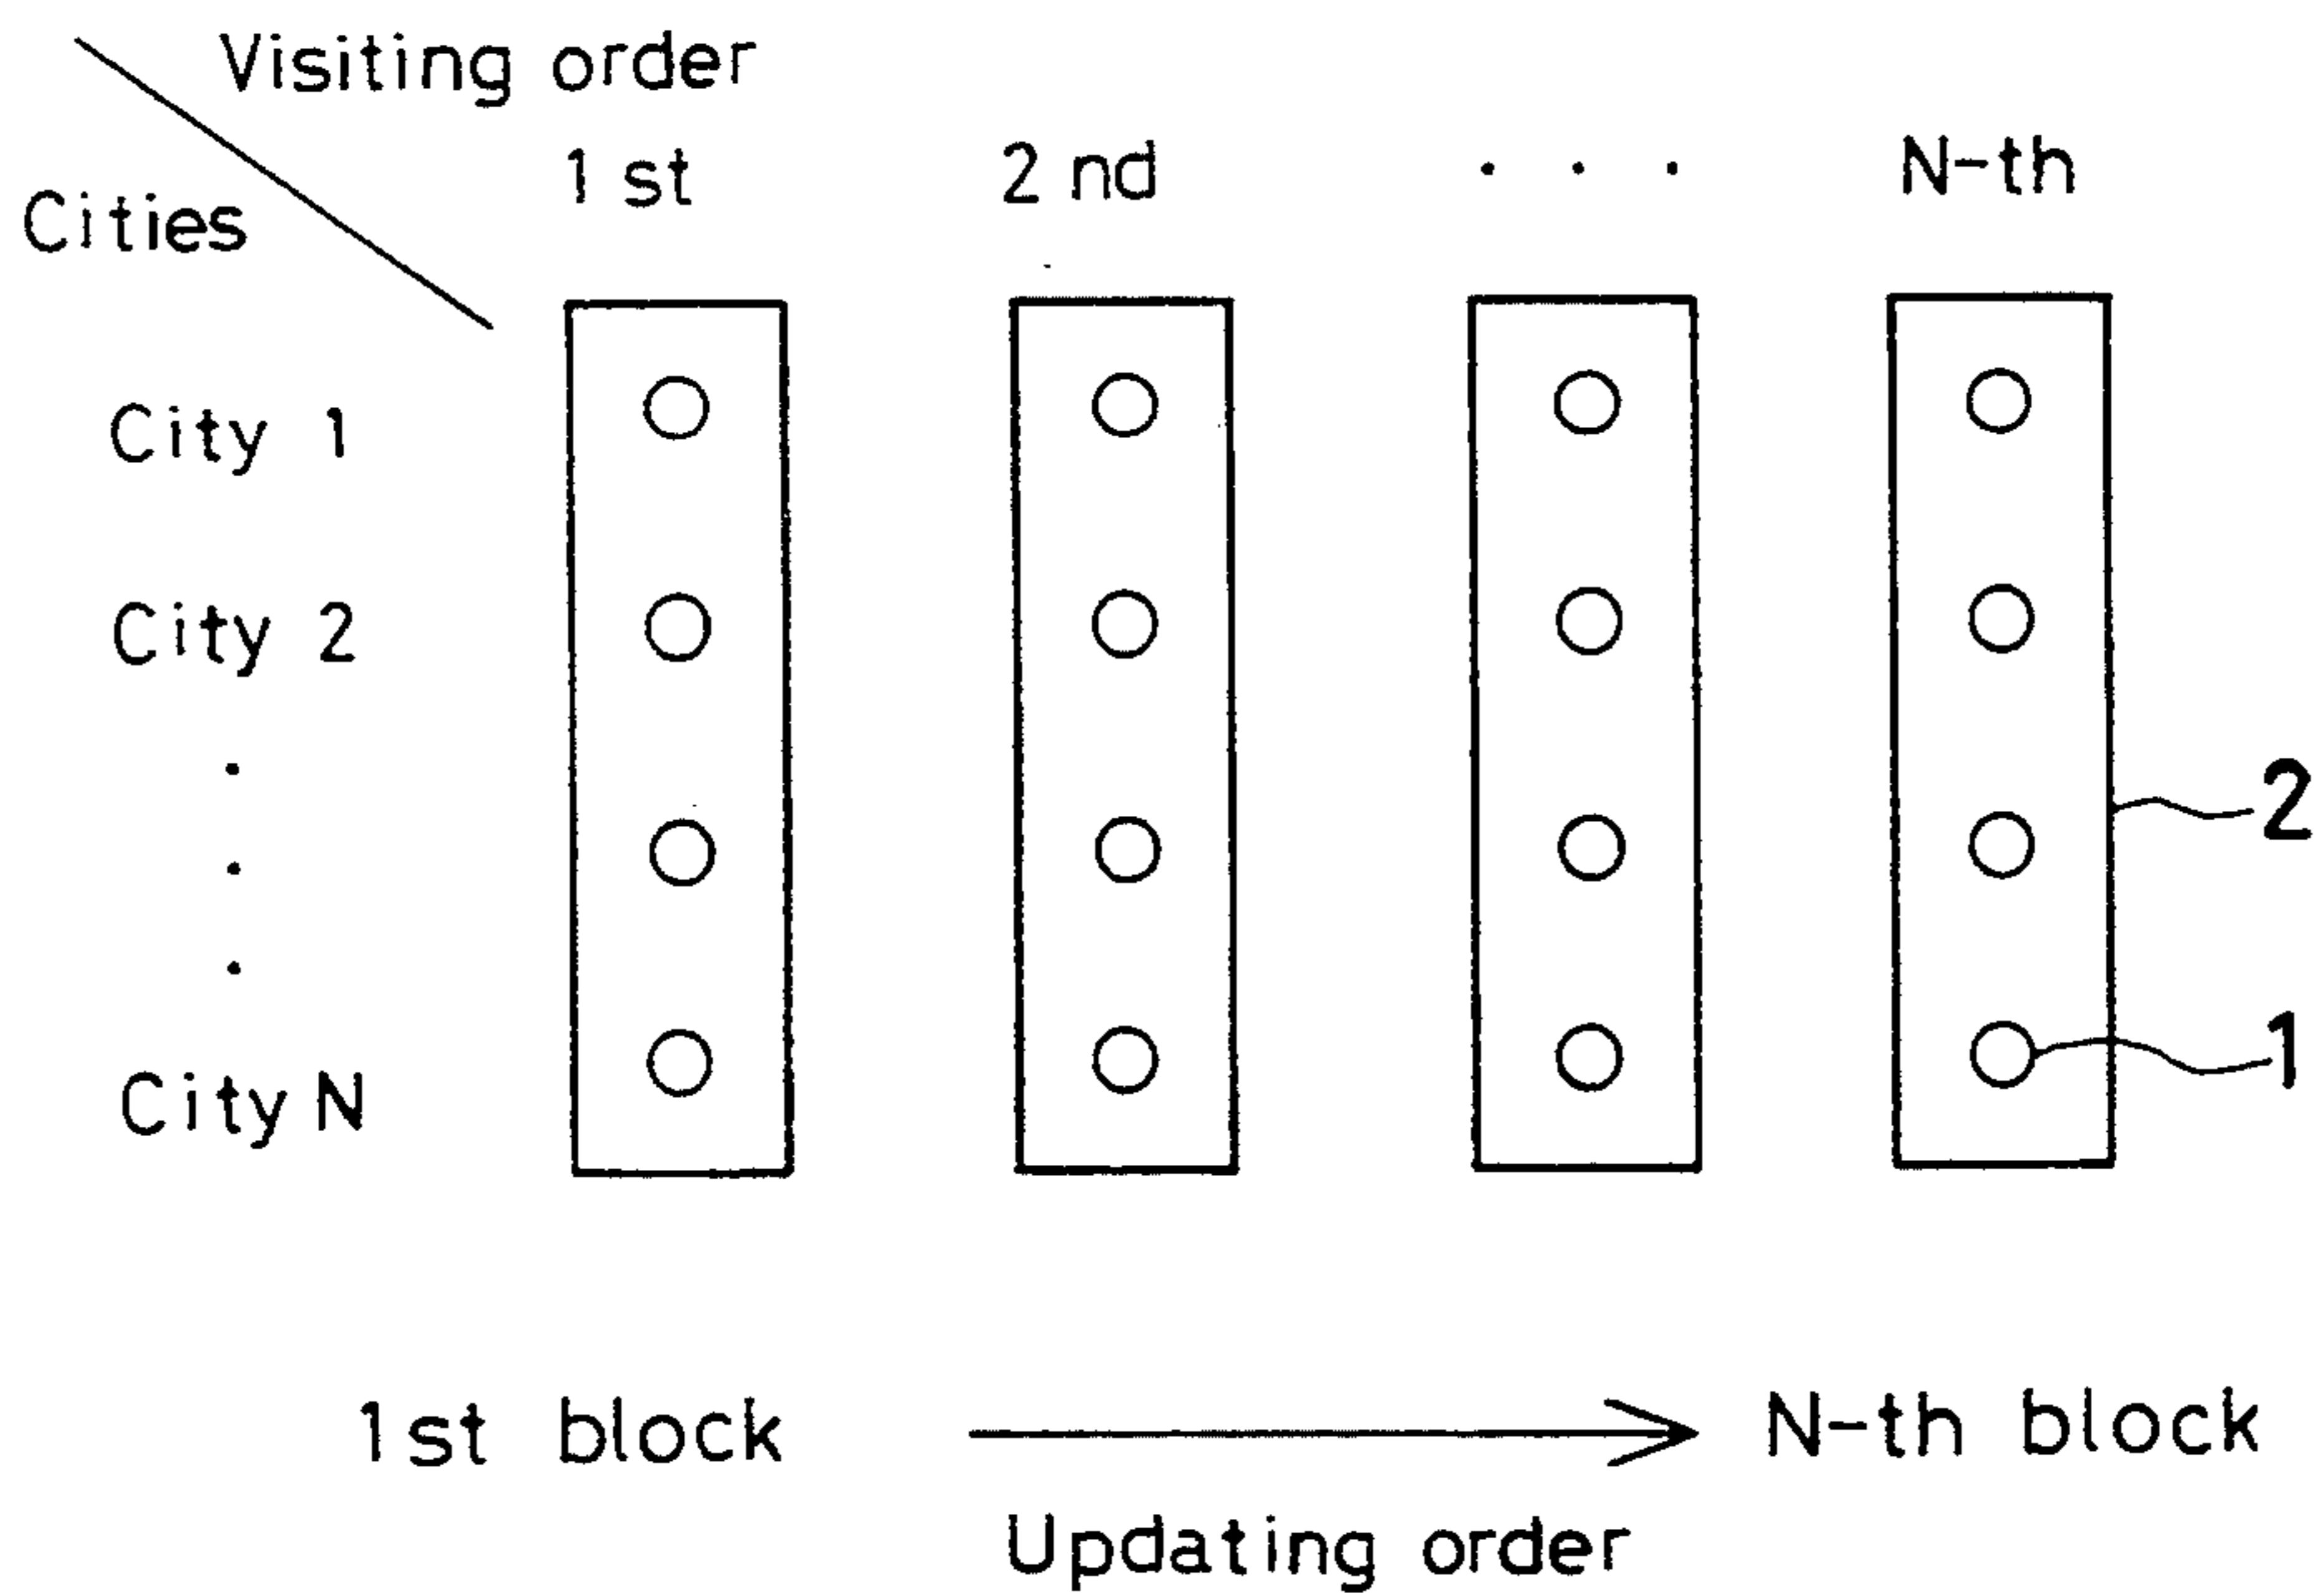 Visiting order
1 st 2 nd . . . N-th
Cities
City 1
City 2
.
.
.
City N
2
1
1st block N-th block
Updating order